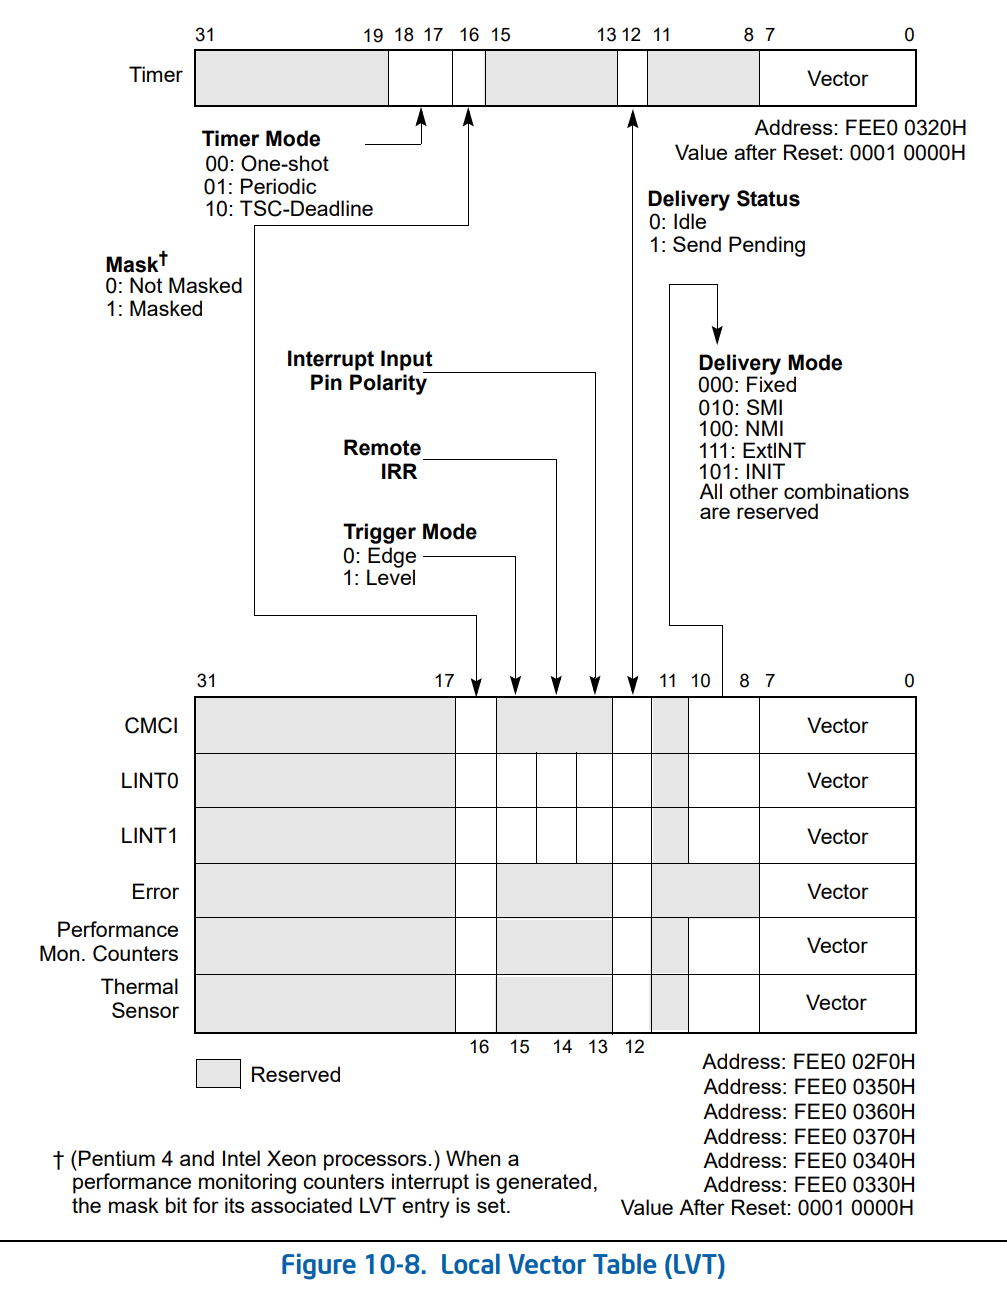 31 19 18 17 16 15 13 12 11 8 7 0
Timer
Vector
Address: FEE0 0320H
Value after Reset: 0001 0000H
Timer Mode
00: One-shot
01: Periodic
10: TSC-Deadline
Delivery Status
0: Idle
1: Send Pending
Mask†
0: Not Masked
1: Masked
Interrupt Input
Pin Polarity
Delivery Mode
000: Fixed
010: SMI
100: NMI
111: ExtlNT
101: INIT
All other combinations
are reserved
Remote
IRR
Trigger Mode
0: Edge
1: Level
31 17 11 10 8 7 0
CMCI Vector
LINT0 Vector
LINT1 Vector
Error Vector
Performance
Mon. Counters Vector
Thermal
Sensor Vector
16 15 14 13 12
Reserved
Address: FEE0 02F0H
Address: FEE0 0350H
Address: FEE0 0360H
Address: FEE0 0370H
Address: FEE0 0340H
Address: FEE0 0330H
Value After Reset: 0001 0000H
† (Pentium 4 and Intel Xeon processors.) When a
performance monitoring counters interrupt is generated,
the mask bit for its associated LVT entry is set.
Figure 10-8. Local Vector Table (LVT)